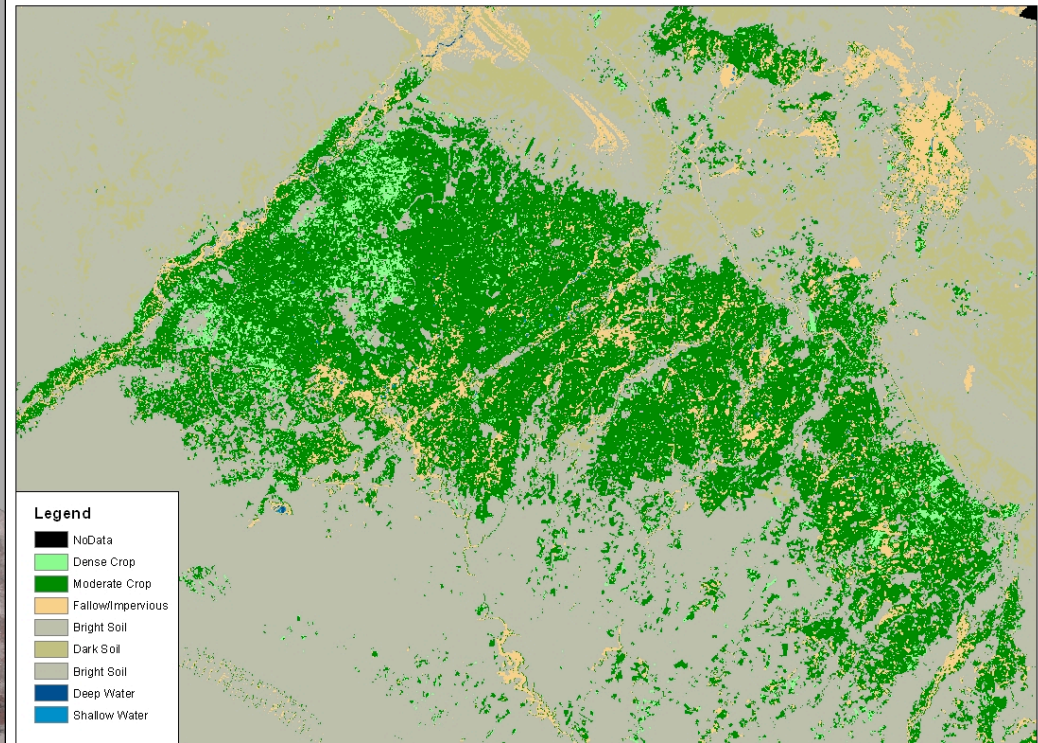 Legend
NoData
Dense Crop
Moderate Crop
Fallow/Impervious
Bright Soil
Dark Soil
Bright Soil
Deep Water
Shallow Water